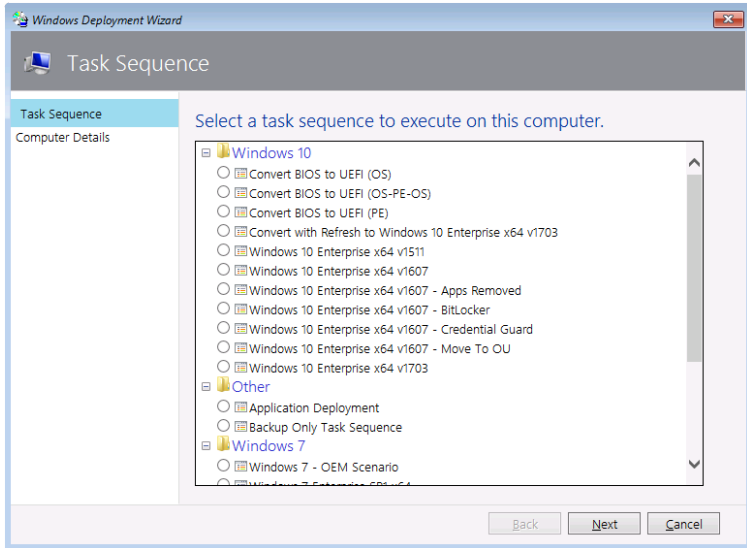 Windows Deployment Wizard
Task Sequence
Task Sequence
Computer Details
Select a task sequence to execute on this computer.
Windows 10
Convert BIOS to UEFI (OS)
Convert BIOS to UEFI (OS-PE-OS)
Convert BIOS to UEFI (PE)
Convert with Refresh to Windows 10 Enterprise x64 v1703
Windows 10 Enterprise x64 v1511
Windows 10 Enterprise x64 v1607
Windows 10 Enterprise x64 v1607 - Apps Removed
Windows 10 Enterprise x64 v1607 - BitLocker
Windows 10 Enterprise x64 v1607 - Credential Guard
Windows 10 Enterprise x64 v1607 - Move To OU
Windows 10 Enterprise x64 v1703
Other
Application Deployment
Backup Only Task Sequence
Windows 7
Windows 7 - OEM Scenario
Windows 7 Enterprise SP1 x64
Back Next Cancel